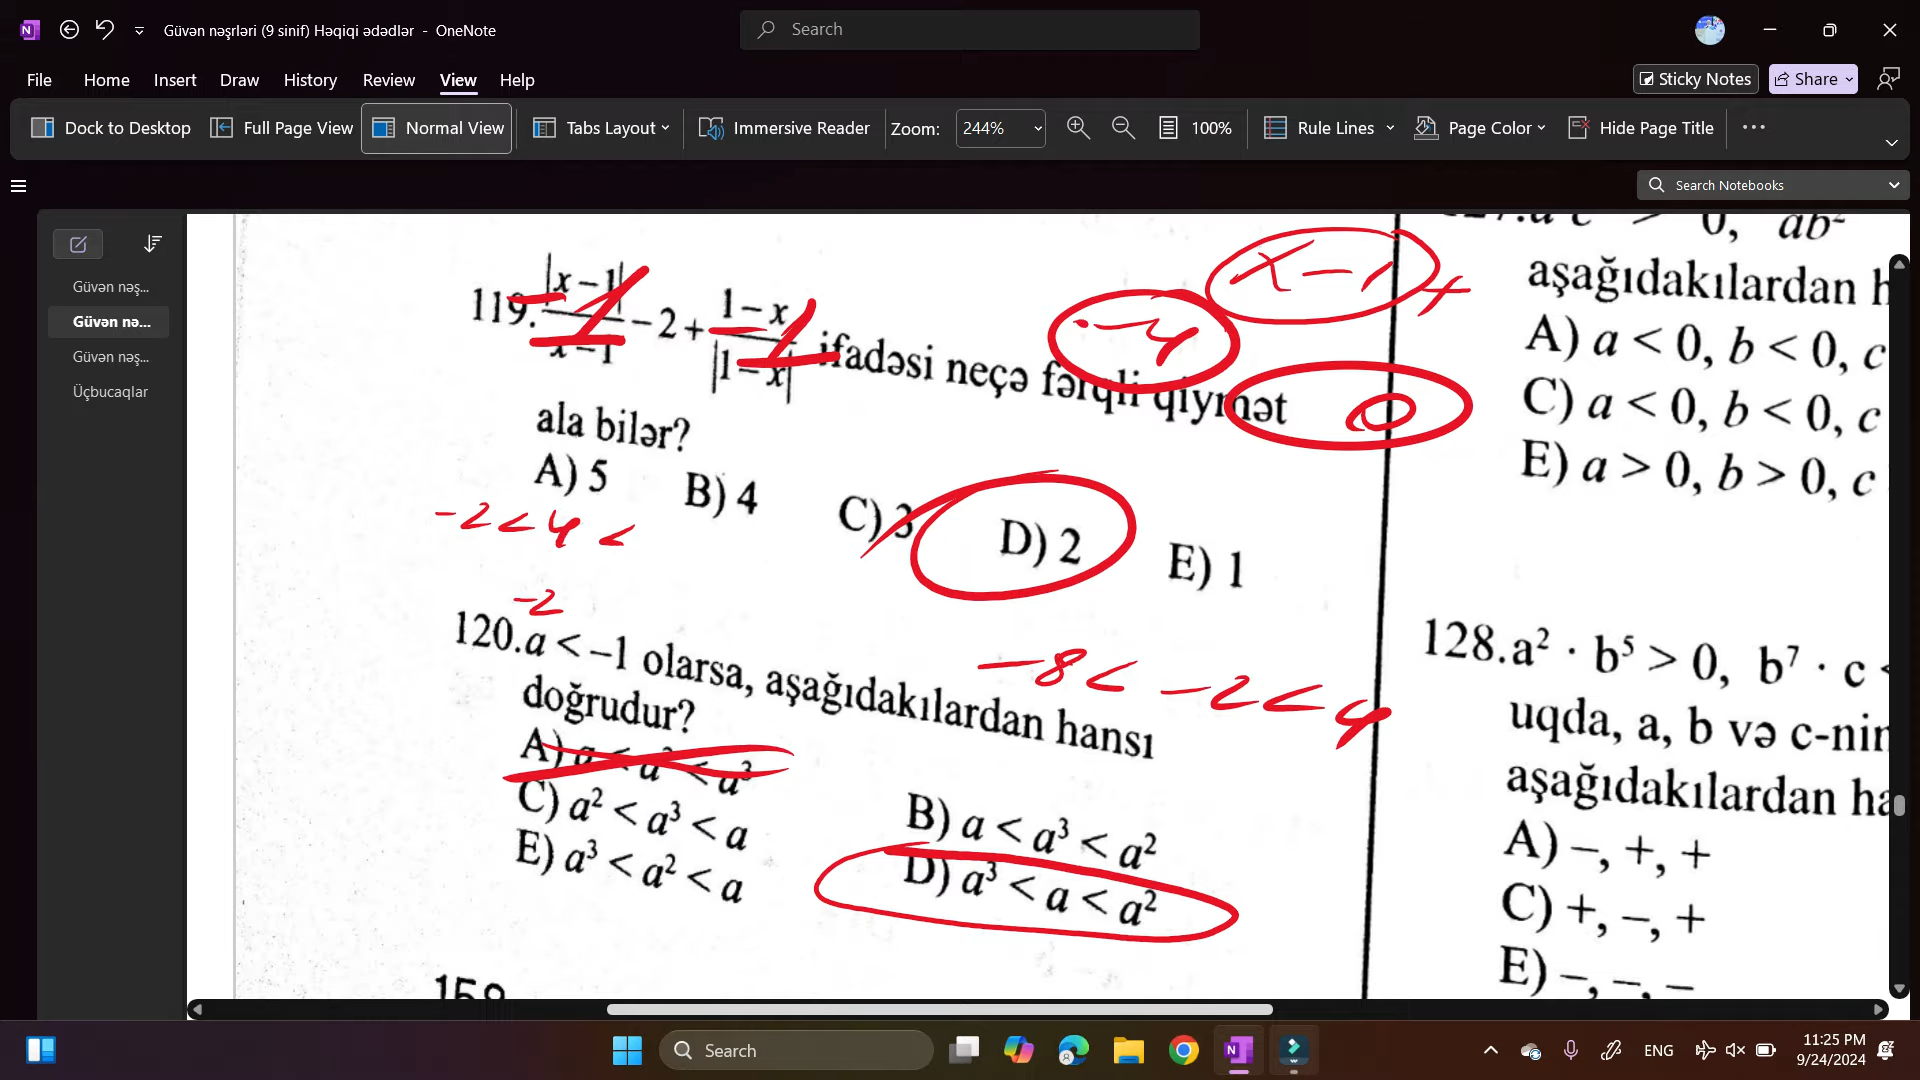 Güvən nəşrləri (9 sinif) Həqiqi ədədlər - OneNote
Search
File Home Insert Draw History Review View Help
Sticky Notes
Share
Dock to Desktop
Full Page View
Normal View
Tabs Layout
Immersive Reader
Zoom: 244%
100%
Rule Lines
Page Color
Hide Page Title
Search Notebooks
Güvən nəş...
Güvən nə...
Güvən nəş...
Üçbucaqlar
119. |x – 1| / x – 1 – 2 + 1 – x / |1 – x| ifadəsi neçə fərqli qiymət
ala bilər?
A) 5 B) 4 C) 3 D) 2 E) 1
-4
x-1
+
0
-2<4<
-2
120. a < –1 olarsa, aşağıdakılardan hansı
doğrudur?
-8<-2<4
A) a < a² < a³
B) a < a³ < a²
C) a² < a³ < a
D) a³ < a < a²
E) a³ < a² < a
0, ab²
aşağıdakılardan
A) a < 0, b < 0, c
C) a < 0, b < 0, c
E) a > 0, b > 0, c
128. a² · b⁵ > 0, b⁷ · c <
uqda, a, b və c-nin
aşağıdakılardan
A) –, +, +
C) +, –, +
E) –, –, –
Search
ENG
11:25 PM
9/24/2024